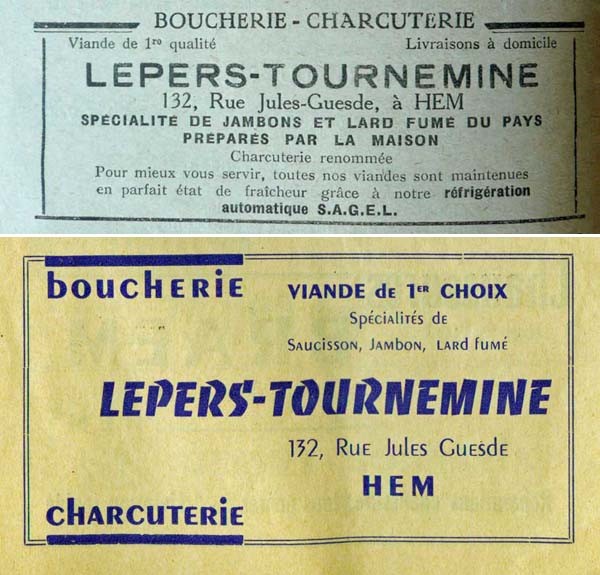 BOUCHERIE - CHARCUTERIE
Viande de 1re qualité Livraisons à domicile
LEPERS-TOURNEMINE
132, Rue Jules-Guesde, à HEM
SPÉCIALITÉ DE JAMBONS ET LARD FUMÉ DU PAYS
PRÉPARÉS PAR LA MAISON
Charcuterie renommée
Pour mieux vous servir, toutes nos viandes sont maintenues
en parfait état de fraîcheur grâce à notre réfrigération
automatique S.A.G.E.L.
boucherie
VIANDE de 1ER CHOIX
Spécialités de
Saucisson, Jambon, lard fumé
LEPERS-TOURNEMINE
132, Rue Jules Guesde
HEM
charcuterie